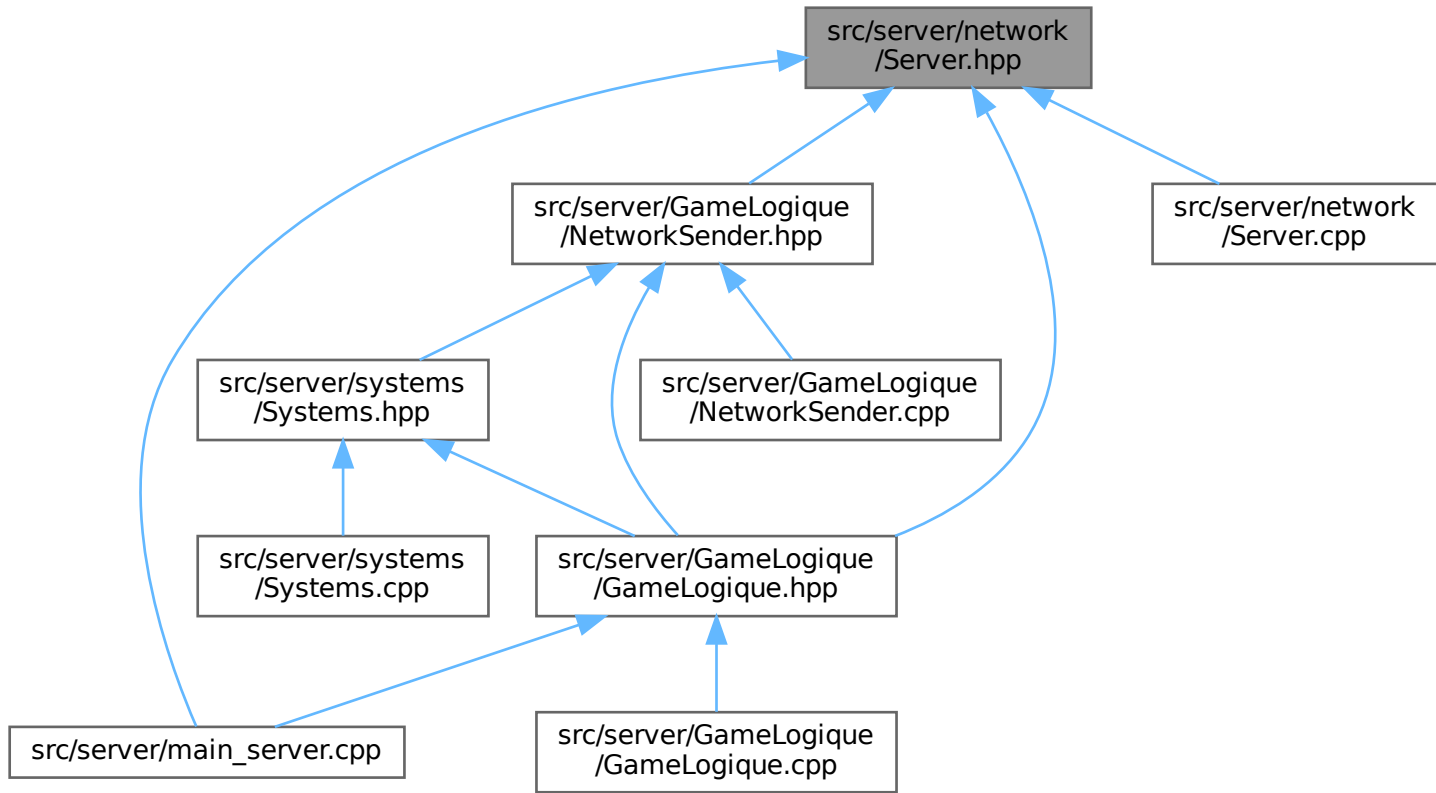 src/server/network
/Server.hpp
src/server/GameLogique
/NetworkSender.hpp
src/server/network
/Server.cpp
src/server/systems
/Systems.hpp
src/server/GameLogique
/NetworkSender.cpp
src/server/systems
/Systems.cpp
src/server/GameLogique
/GameLogique.hpp
src/server/main_server.cpp
src/server/GameLogique
/GameLogique.cpp